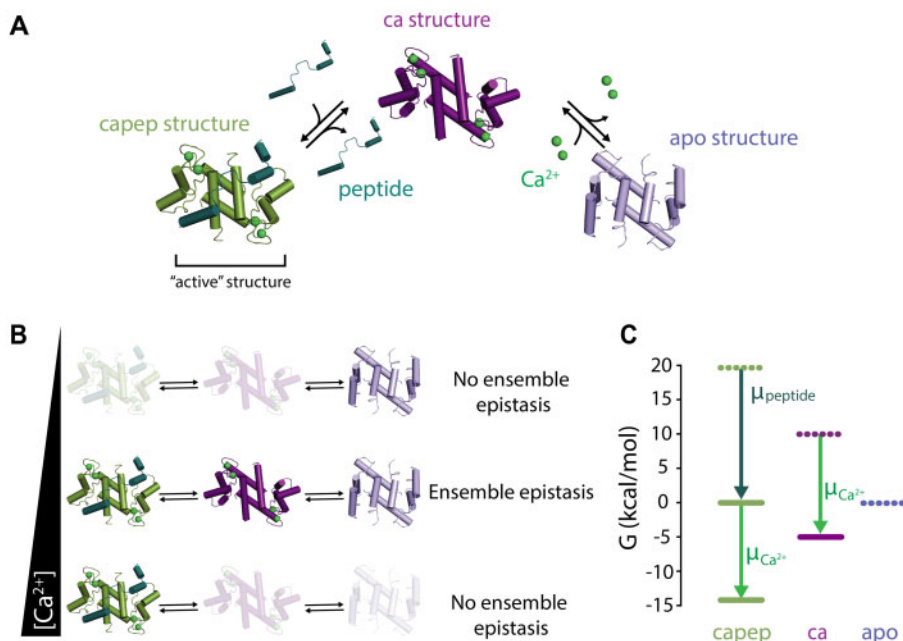 A
ca structure
capep structure
apo structure
peptide
Ca²⁺
"active" structure
B
[Ca²⁺]
No ensemble
epistasis
Ensemble epistasis
No ensemble
epistasis
C
G (kcal/mol)
20
15
10
5
0
-5
-10
-15
μpeptide
μCa²⁺
μCa²⁺
capep
ca
apo